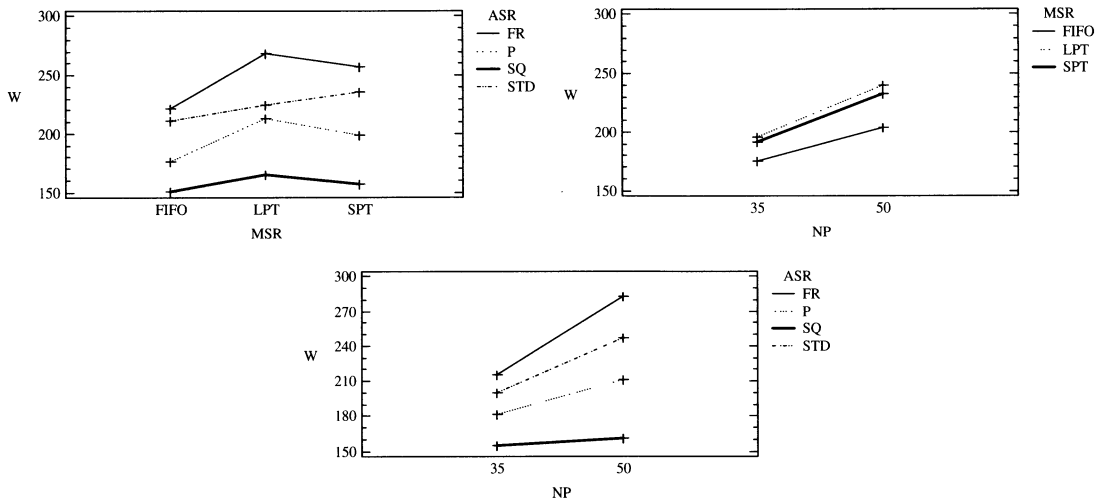 300
250
W
200
150
FIFO LPT SPT
MSR
ASR
FR
P
SQ
STD
300
250
W
200
150
35 50
NP
MSR
FIFO
LPT
SPT
300
270
240
W
210
180
150
35 50
NP
ASR
FR
P
SQ
STD